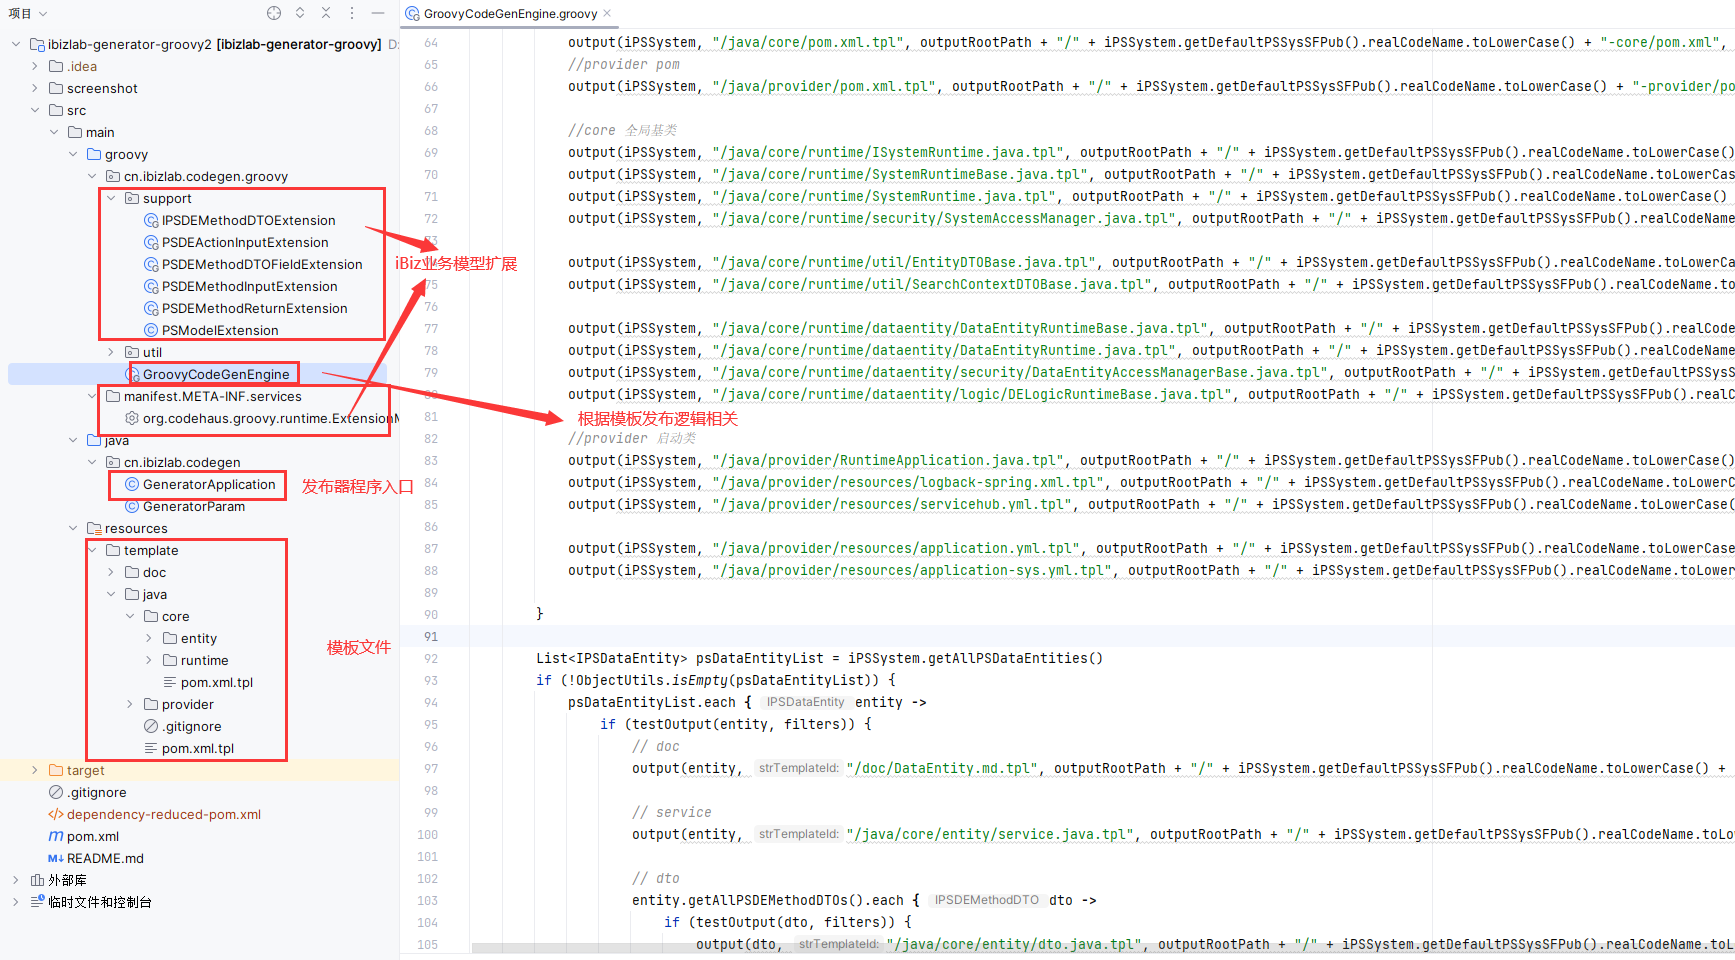 项目
ibizlab-generator-groovy2 [ibizlab-generator-groovy] D:
.idea
screenshot
src
main
groovy
cn.ibizlab.codegen.groovy
support
IPSDEMethodDTOExtension
PSDEActionInputExtension
PSDEMethodDTOFieldExtension
PSDEMethodInputExtension
PSDEMethodReturnExtension
PSModelExtension
util
GroovyCodeGenEngine
manifest.META-INF.services
org.codehaus.groovy.runtime.ExtensionM
java
cn.ibizlab.codegen
GeneratorApplication
GeneratorParam
resources
template
doc
java
core
entity
runtime
pom.xml.tpl
provider
.gitignore
pom.xml.tpl
target
.gitignore
dependency-reduced-pom.xml
pom.xml
README.md
外部库
临时文件和控制台
iBiz业务模型扩展
根据模板发布逻辑相关
发布器程序入口
模板文件
GroovyCodeGenEngine.groovy
64 output(iPSSystem, "/java/core/pom.xml.tpl", outputRootPath + "/" + iPSSystem.getDefaultPSSysSFPub().realCodeName.toLowerCase() + "-core/pom.xml",
65 //provider pom
66 output(iPSSystem, "/java/provider/pom.xml.tpl", outputRootPath + "/" + iPSSystem.getDefaultPSSysSFPub().realCodeName.toLowerCase() + "-provider/po
67
68 //core 全局基类
69 output(iPSSystem, "/java/core/runtime/ISystemRuntime.java.tpl", outputRootPath + "/" + iPSSystem.getDefaultPSSysSFPub().realCodeName.toLowerCase()
70 output(iPSSystem, "/java/core/runtime/SystemRuntimeBase.java.tpl", outputRootPath + "/" + iPSSystem.getDefaultPSSysSFPub().realCodeName.toLowerCas
71 output(iPSSystem, "/java/core/runtime/SystemRuntime.java.tpl", outputRootPath + "/" + iPSSystem.getDefaultPSSysSFPub().realCodeName.toLowerCase()
72 output(iPSSystem, "/java/core/runtime/security/SystemAccessManager.java.tpl", outputRootPath + "/" + iPSSystem.getDefaultPSSysSFPub().realCodeName
73
output(iPSSystem, "/java/core/runtime/util/EntityDTOBase.java.tpl", outputRootPath + "/" + iPSSystem.getDefaultPSSysSFPub().realCodeName.toLowerCa
75 output(iPSSystem, "/java/core/runtime/util/SearchContextDTOBase.java.tpl", outputRootPath + "/" + iPSSystem.getDefaultPSSysSFPub().realCodeName.to
76
77 output(iPSSystem, "/java/core/runtime/dataentity/DataEntityRuntimeBase.java.tpl", outputRootPath + "/" + iPSSystem.getDefaultPSSysSFPub().realCode
78 output(iPSSystem, "/java/core/runtime/dataentity/DataEntityRuntime.java.tpl", outputRootPath + "/" + iPSSystem.getDefaultPSSysSFPub().realCodeName
79 output(iPSSystem, "/java/core/runtime/dataentity/security/DataEntityAccessManagerBase.java.tpl", outputRootPath + "/" + iPSSystem.getDefaultPSSysS
80 output(iPSSystem, "/java/core/runtime/dataentity/logic/DELogicRuntimeBase.java.tpl", outputRootPath + "/" + iPSSystem.getDefaultPSSysSFPub().realC
81
82 //provider 启动类
83 output(iPSSystem, "/java/provider/RuntimeApplication.java.tpl", outputRootPath + "/" + iPSSystem.getDefaultPSSysSFPub().realCodeName.toLowerCase()
84 output(iPSSystem, "/java/provider/resources/logback-spring.xml.tpl", outputRootPath + "/" + iPSSystem.getDefaultPSSysSFPub().realCodeName.toLowerC
85 output(iPSSystem, "/java/provider/resources/servicehub.yml.tpl", outputRootPath + "/" + iPSSystem.getDefaultPSSysSFPub().realCodeName.toLowerCase(
86
87 output(iPSSystem, "/java/provider/resources/application.yml.tpl", outputRootPath + "/" + iPSSystem.getDefaultPSSysSFPub().realCodeName.toLowerCase
88 output(iPSSystem, "/java/provider/resources/application-sys.yml.tpl", outputRootPath + "/" + iPSSystem.getDefaultPSSysSFPub().realCodeName.toLower
89
90 }
91
92 List<IPSDataEntity> psDataEntityList = iPSSystem.getAllPSDataEntities()
93 if (!ObjectUtils.isEmpty(psDataEntityList)) {
94 psDataEntityList.each { IPSDataEntity entity ->
95 if (testOutput(entity, filters)) {
96 // doc
97 output(entity, strTemplateId: "/doc/DataEntity.md.tpl", outputRootPath + "/" + iPSSystem.getDefaultPSSysSFPub().realCodeName.toLowerCase() +
98
99 // service
100 output(entity, strTemplateId: "/java/core/entity/service.java.tpl", outputRootPath + "/" + iPSSystem.getDefaultPSSysSFPub().realCodeName.toLow
101
102 // dto
103 entity.getAllPSDEMethodDTOs().each { IPSDEMethodDTO dto ->
104 if (testOutput(dto, filters)) {
105 output(dto, strTemplateId: "/java/core/entity/dto.java.tpl", outputRootPath + "/" + iPSSystem.getDefaultPSSysSFPub().realCodeName.toL